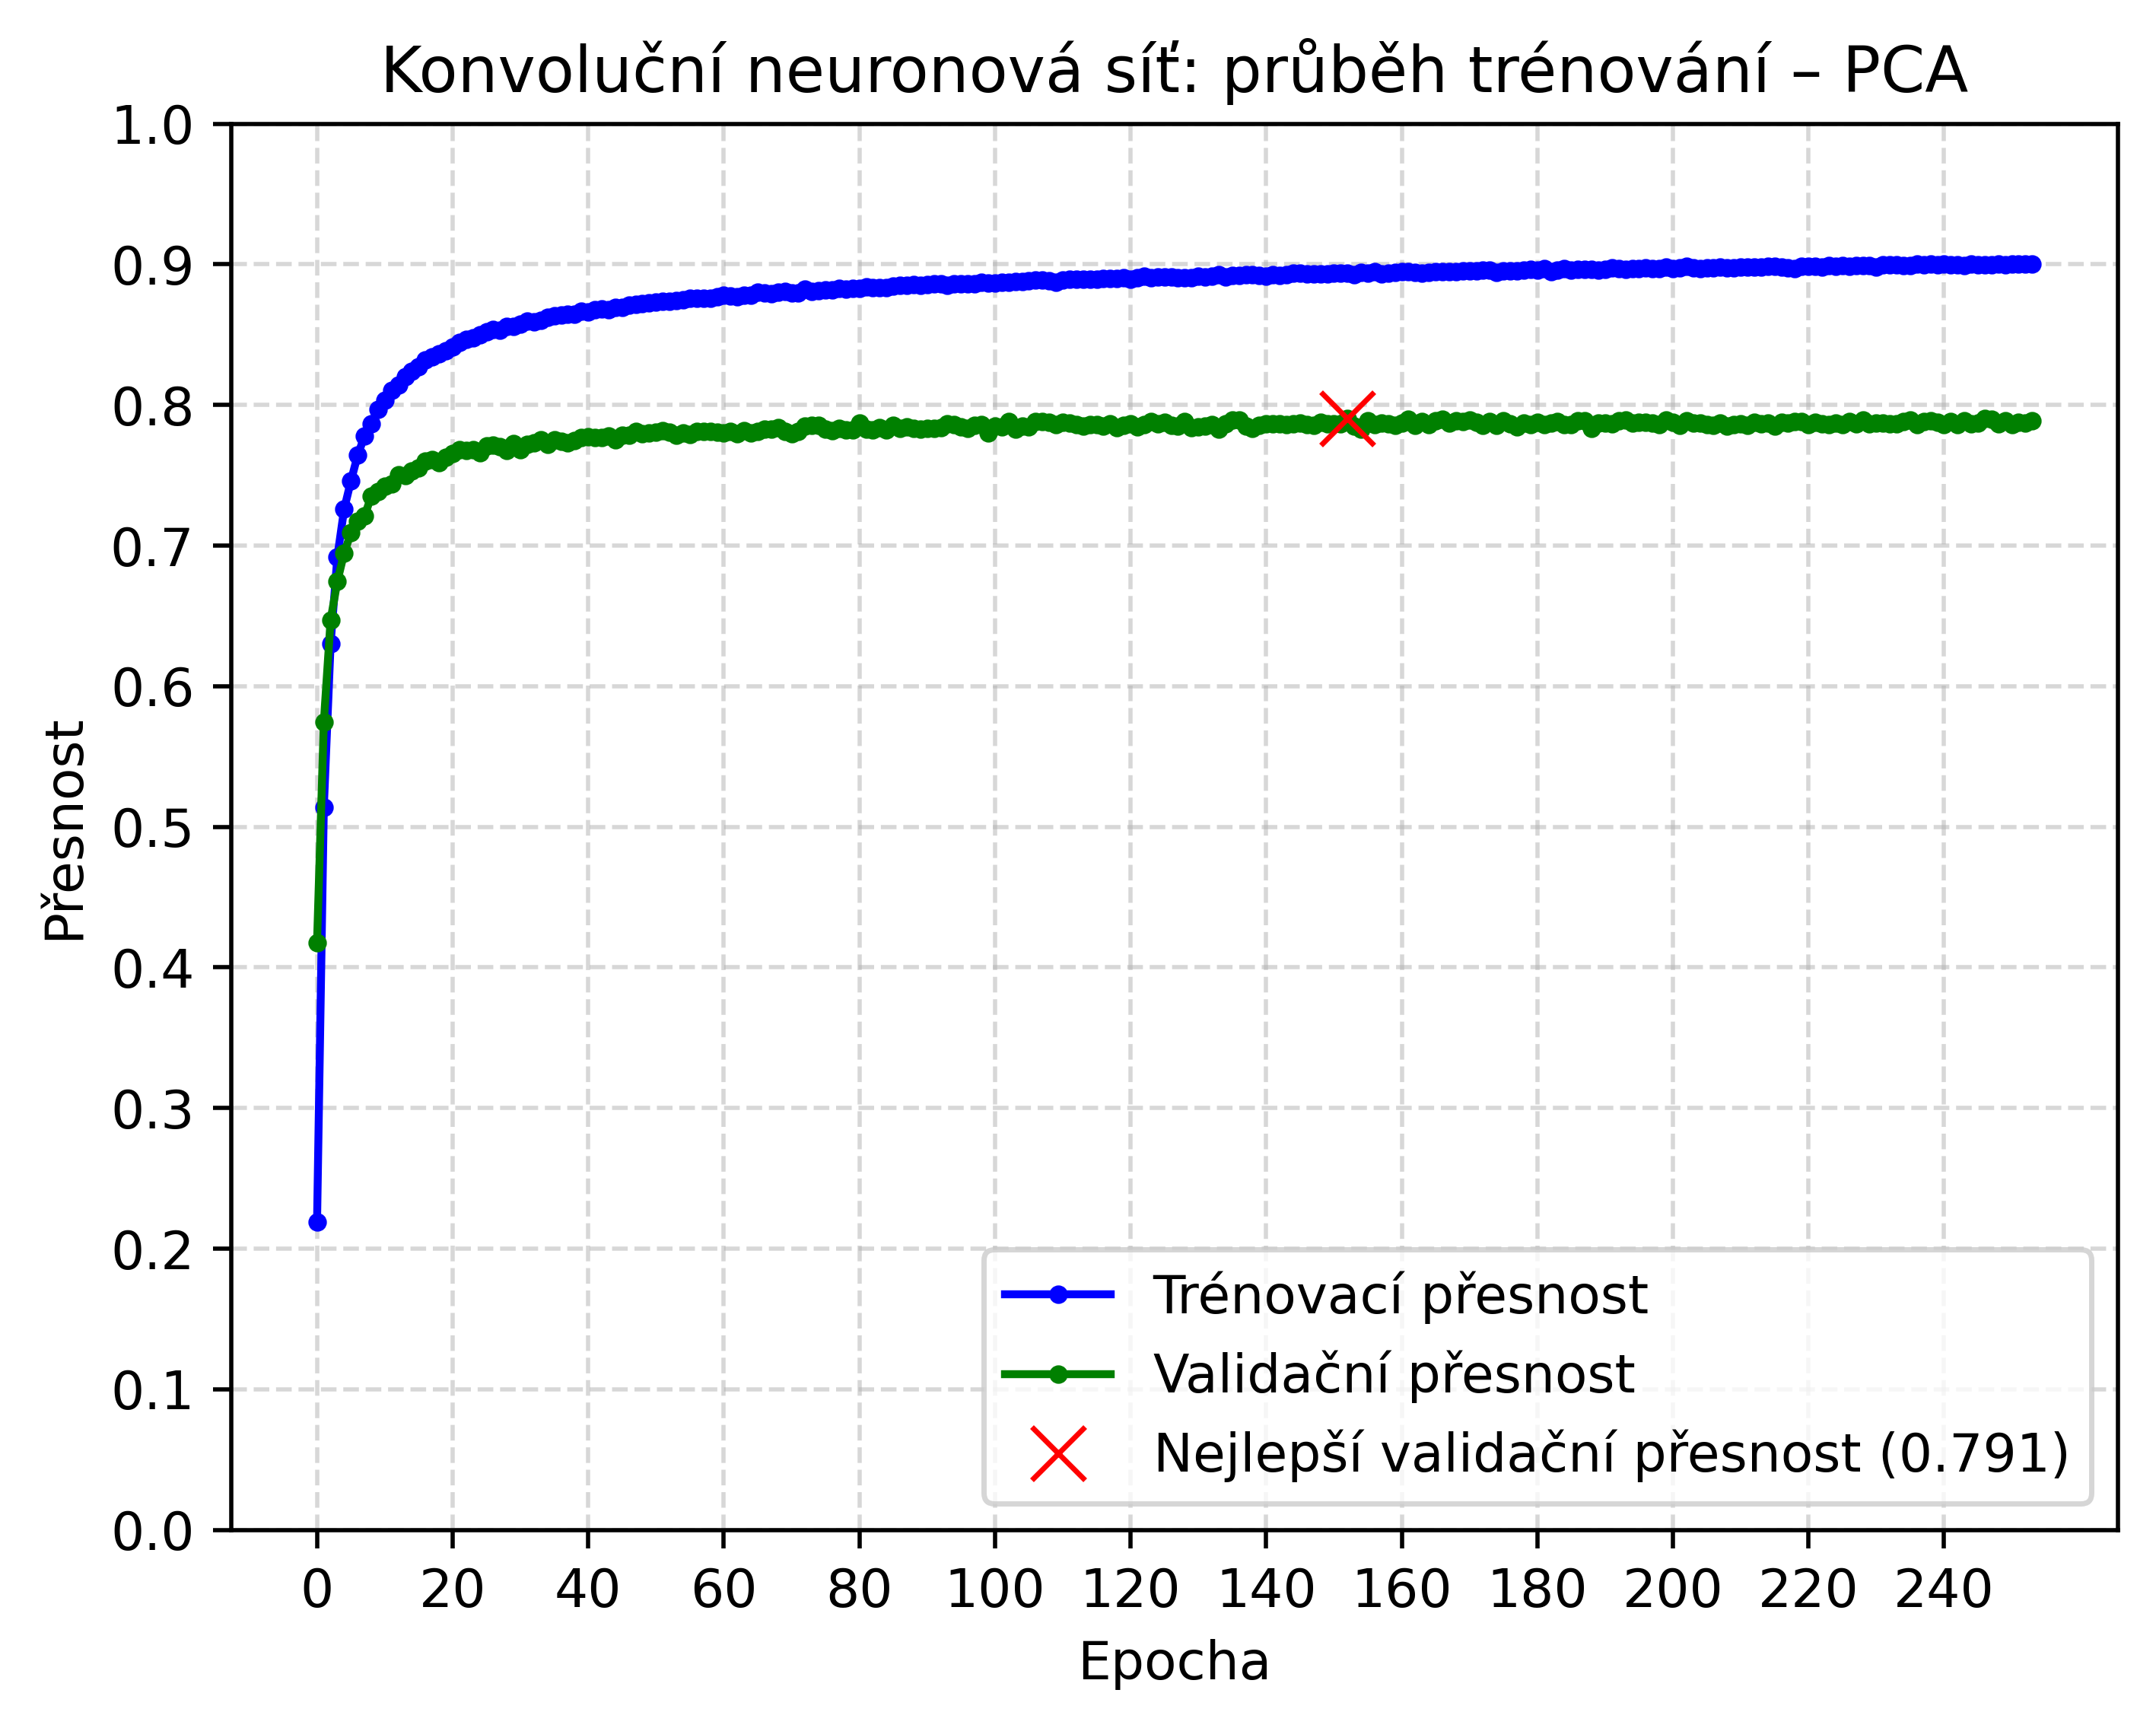 Konvoluční neuronová síť: průběh trénování – PCA
1.0
0.9
0.8
0.7
0.6
0.5
0.4
0.3
0.2
0.1
0.0
Přesnost
Trénovací přesnost
Validační přesnost
Nejlepší validační přesnost (0.791)
0 20 40 60 80 100 120 140 160 180 200 220 240
Epocha